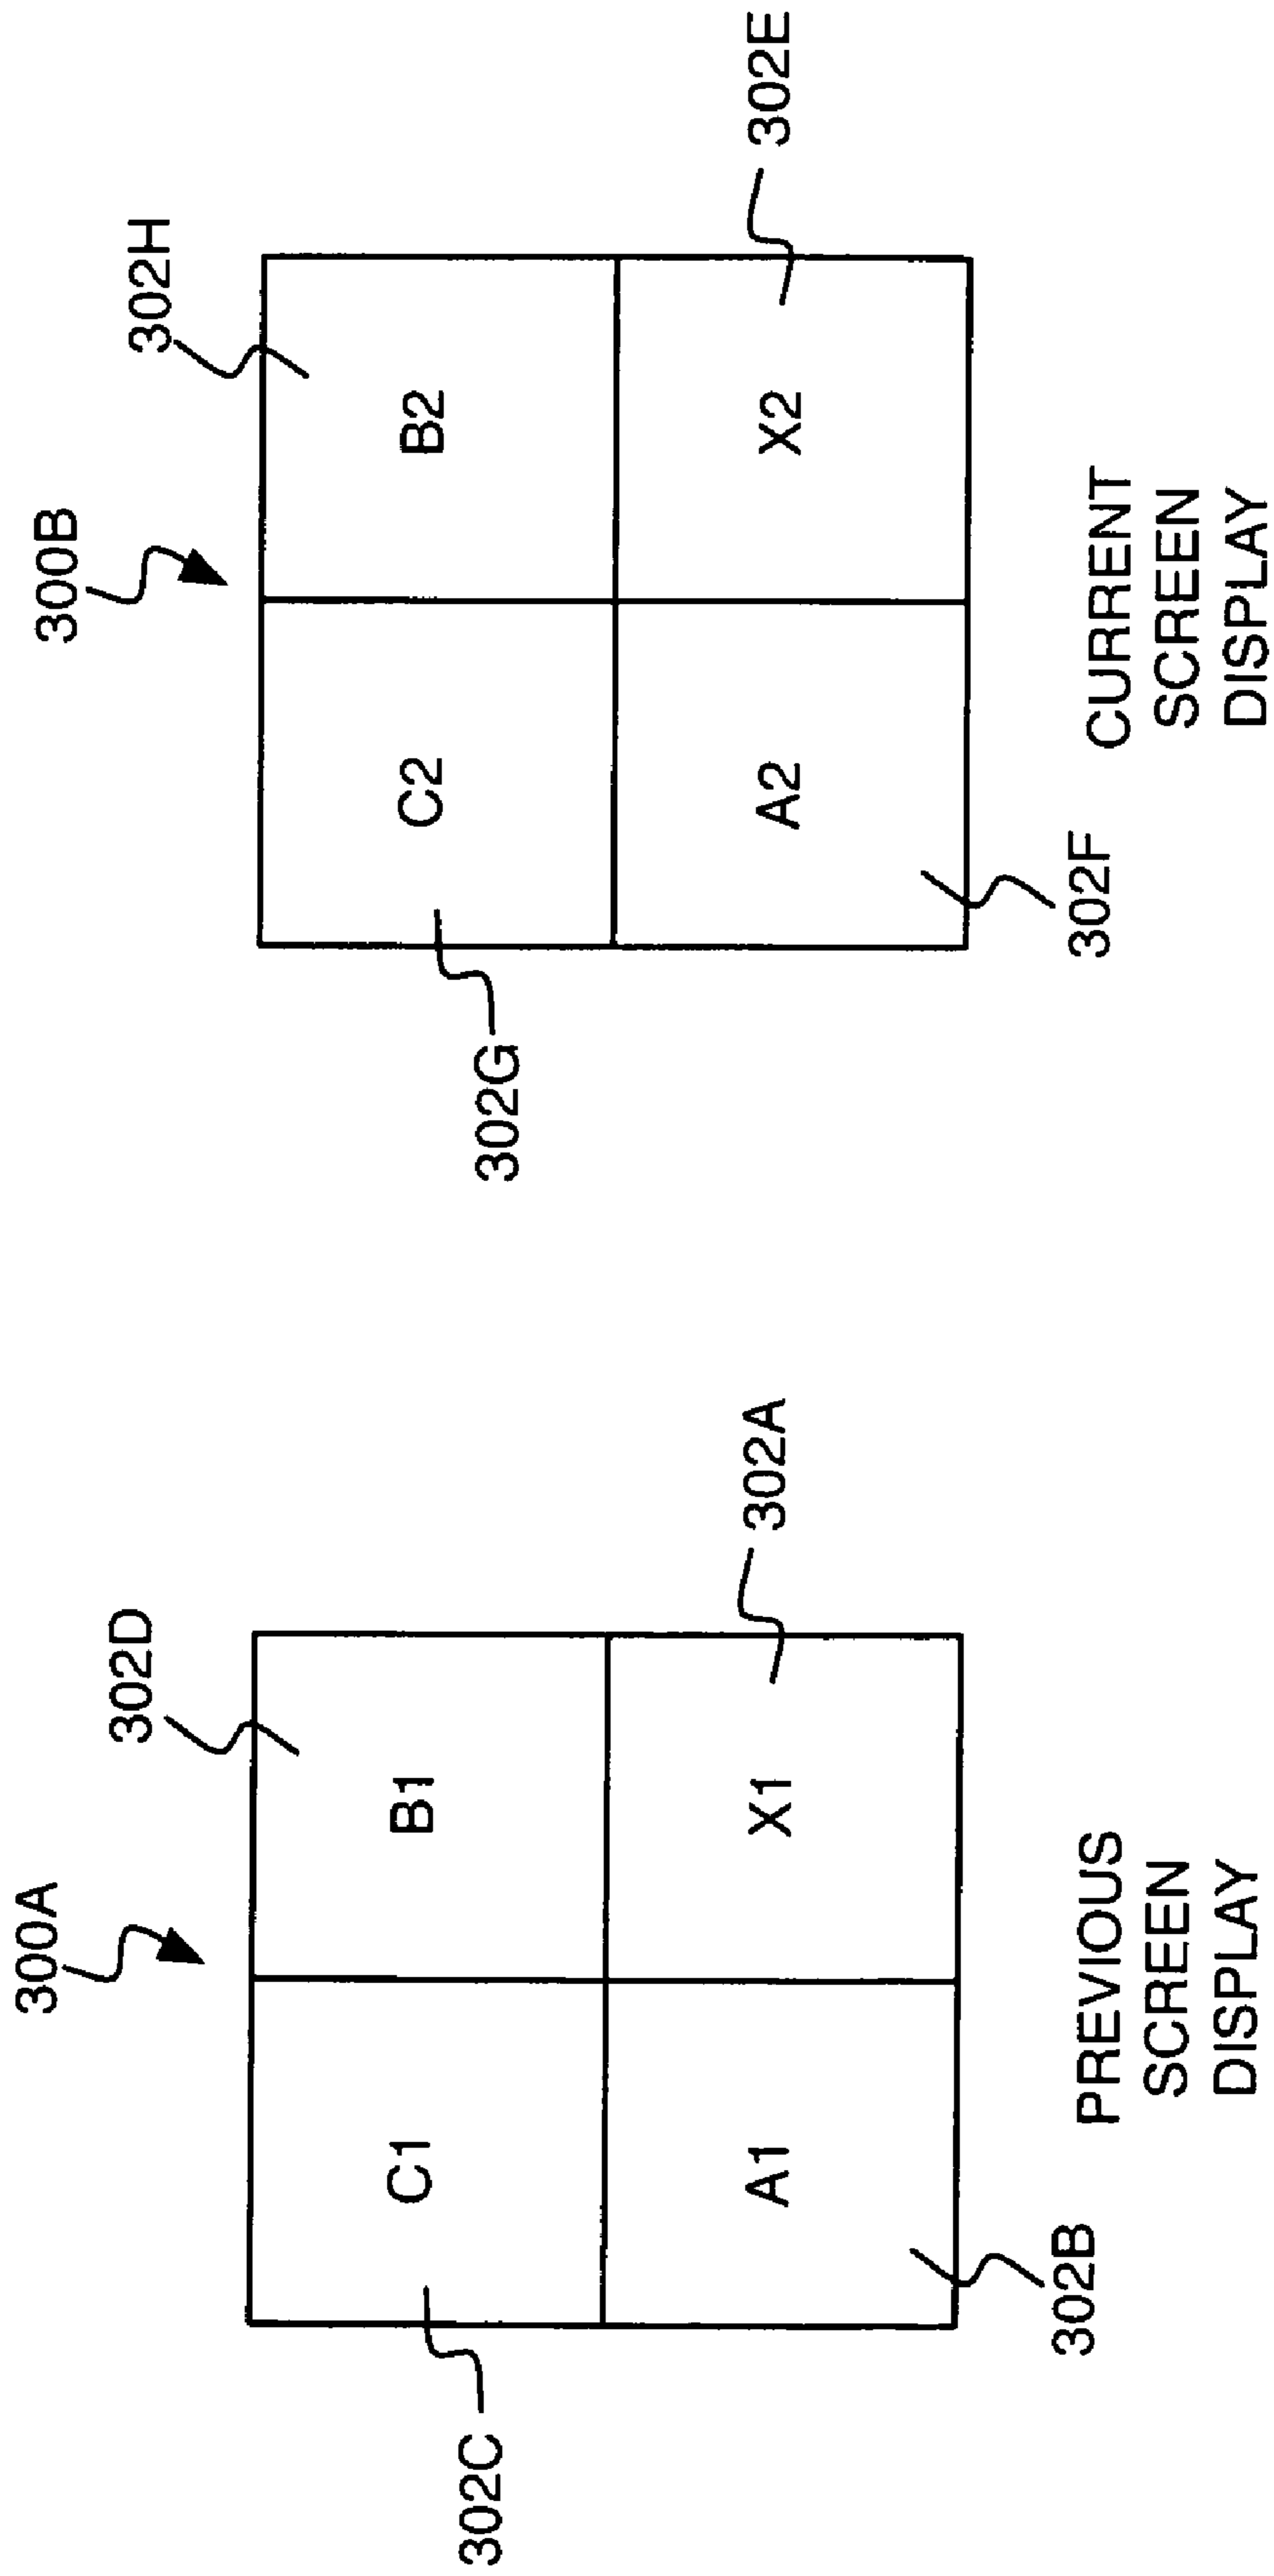 300A
302D
C1
B1
302C
A1
X1
302A
302B
PREVIOUS
SCREEN
DISPLAY
300B
302H
C2
B2
302G
A2
X2
302E
302F
CURRENT
SCREEN
DISPLAY